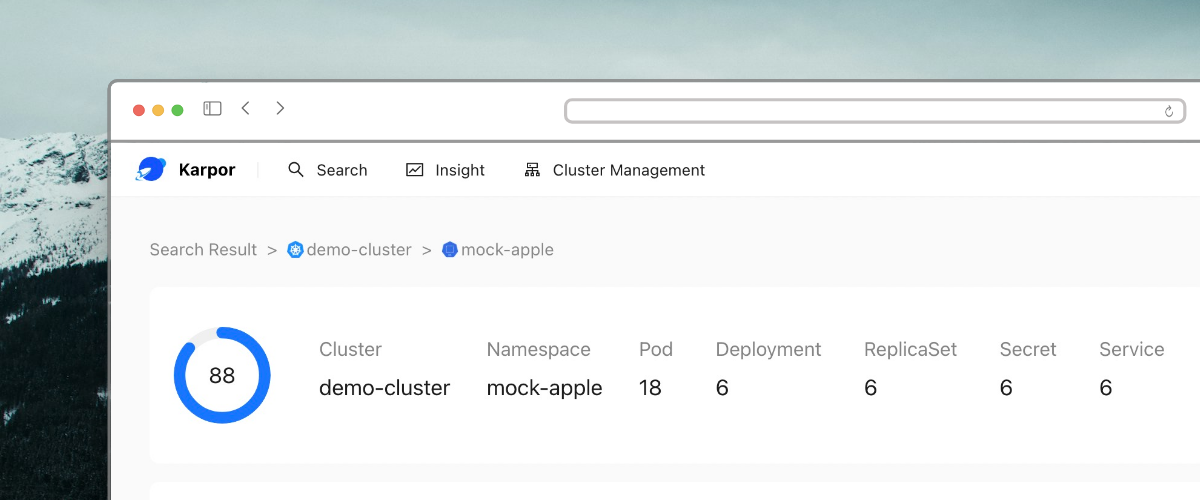 Karpor Search Insight Cluster Management
Search Result > demo-cluster > mock-apple
88
Cluster Namespace Pod Deployment ReplicaSet Secret Service
demo-cluster mock-apple 18 6 6 6 6